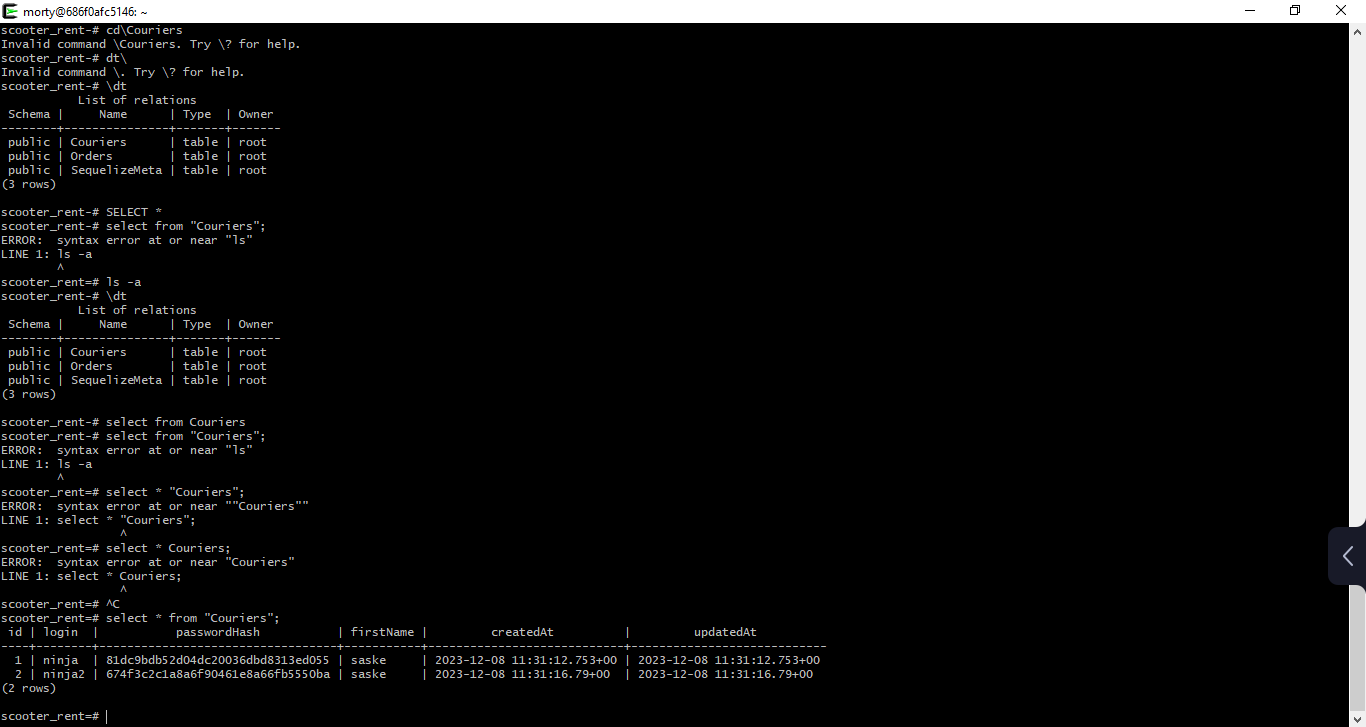 morty@686f0afc5146: ~
scooter_rent-# cd\Couriers
Invalid command \Couriers. Try \? for help.
scooter_rent-# dt\
Invalid command \. Try \? for help.
scooter_rent-# \dt
List of relations
Schema | Name | Type | Owner
--------+---------------+-------+-------
public | Couriers | table | root
public | Orders | table | root
public | SequelizeMeta | table | root
(3 rows)
scooter_rent-# SELECT *
scooter_rent-# select from "Couriers";
ERROR: syntax error at or near "ls"
LINE 1: ls -a
^
scooter_rent=# ls -a
scooter_rent-# \dt
List of relations
Schema | Name | Type | Owner
--------+---------------+-------+-------
public | Couriers | table | root
public | Orders | table | root
public | SequelizeMeta | table | root
(3 rows)
scooter_rent-# select from Couriers
scooter_rent-# select from "Couriers";
ERROR: syntax error at or near "ls"
LINE 1: ls -a
^
scooter_rent=# select * "Couriers";
ERROR: syntax error at or near ""Couriers""
LINE 1: select * "Couriers";
^
scooter_rent=# select * Couriers;
ERROR: syntax error at or near "Couriers"
LINE 1: select * Couriers;
^
scooter_rent=# ^C
scooter_rent=# select * from "Couriers";
id | login | passwordHash | firstName | createdAt | updatedAt
----+--------+----------------------------------+-----------+----------------------------+----------------------------
1 | ninja | 81dc9bdb52d04dc20036dbd8313ed055 | saske | 2023-12-08 11:31:12.753+00 | 2023-12-08 11:31:12.753+00
2 | ninja2 | 674f3c2c1a8a6f90461e8a66fb5550ba | saske | 2023-12-08 11:31:16.79+00 | 2023-12-08 11:31:16.79+00
(2 rows)
scooter_rent=#